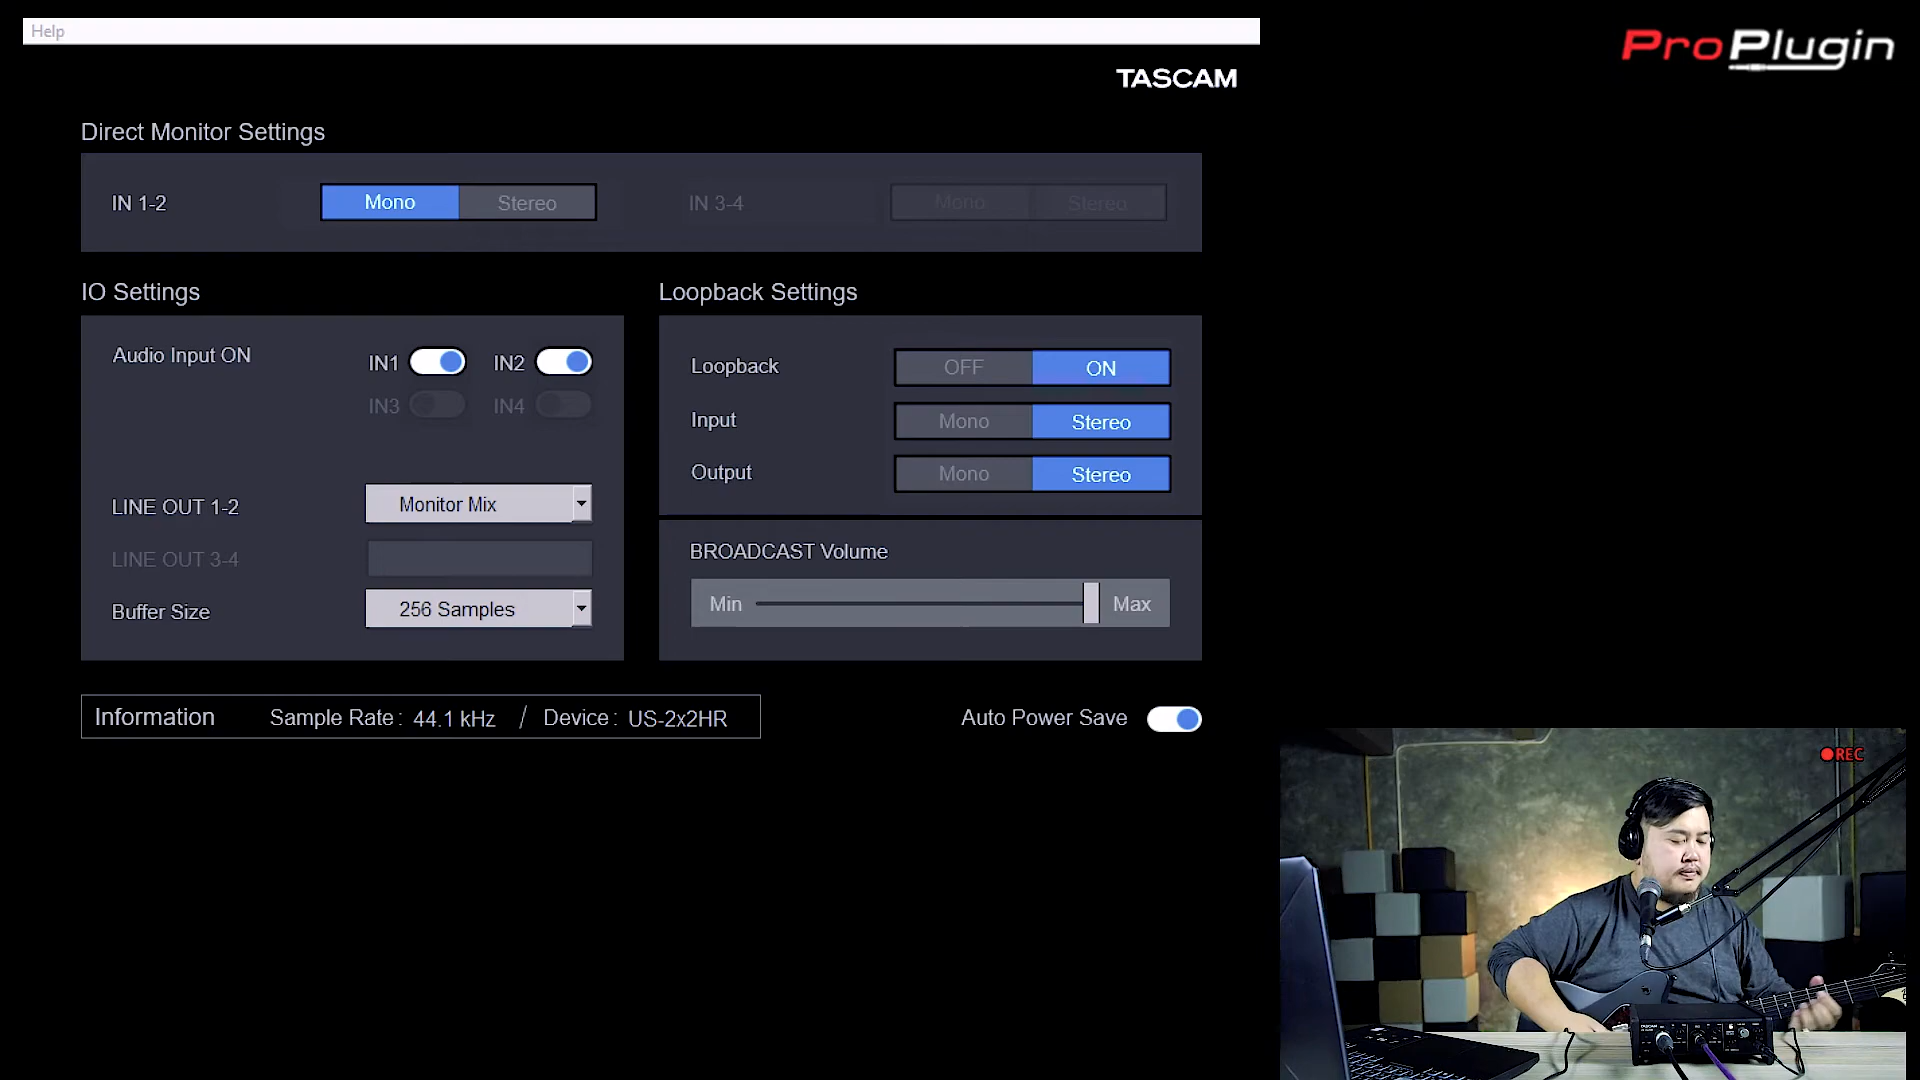 Help
ProPlugin
TASCAM
Direct Monitor Settings
IN 1-2
Mono
Stereo
IN 3-4
Mono
Stereo
IO Settings
Audio Input ON
IN1
IN2
IN3
IN4
LINE OUT 1-2
Monitor Mix
LINE OUT 3-4
Buffer Size
256 Samples
Loopback Settings
Loopback
OFF
ON
Input
Mono
Stereo
Output
Mono
Stereo
BROADCAST Volume
Min
Max
Information
Sample Rate : 44.1 kHz / Device : US-2x2HR
Auto Power Save
REC
TASCAM